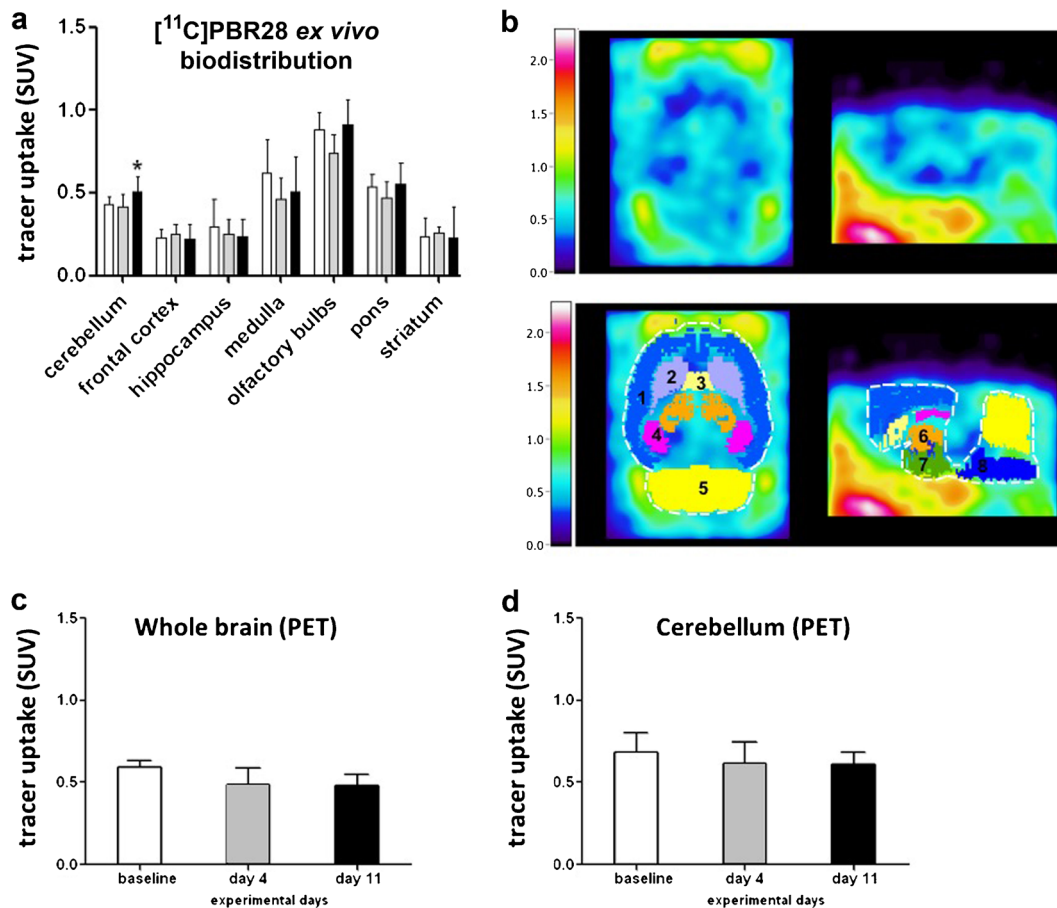 a
[¹¹C]PBR28 ex vivo
biodistribution
tracer uptake (SUV)
1.5
1.0
0.5
0.0
*
cerebellum
frontal cortex
hippocampus
medulla
olfactory bulbs
pons
striatum
b
2.0
1.5
1.0
0.5
0.0
2.0
1.5
1.0
0.5
0.0
1
2
3
4
5
6
7
8
c
Whole brain (PET)
tracer uptake (SUV)
1.5
1.0
0.5
0.0
baseline
day 4
day 11
experimental days
d
Cerebellum (PET)
tracer uptake (SUV)
1.5
1.0
0.5
0.0
baseline
day 4
day 11
experimental days